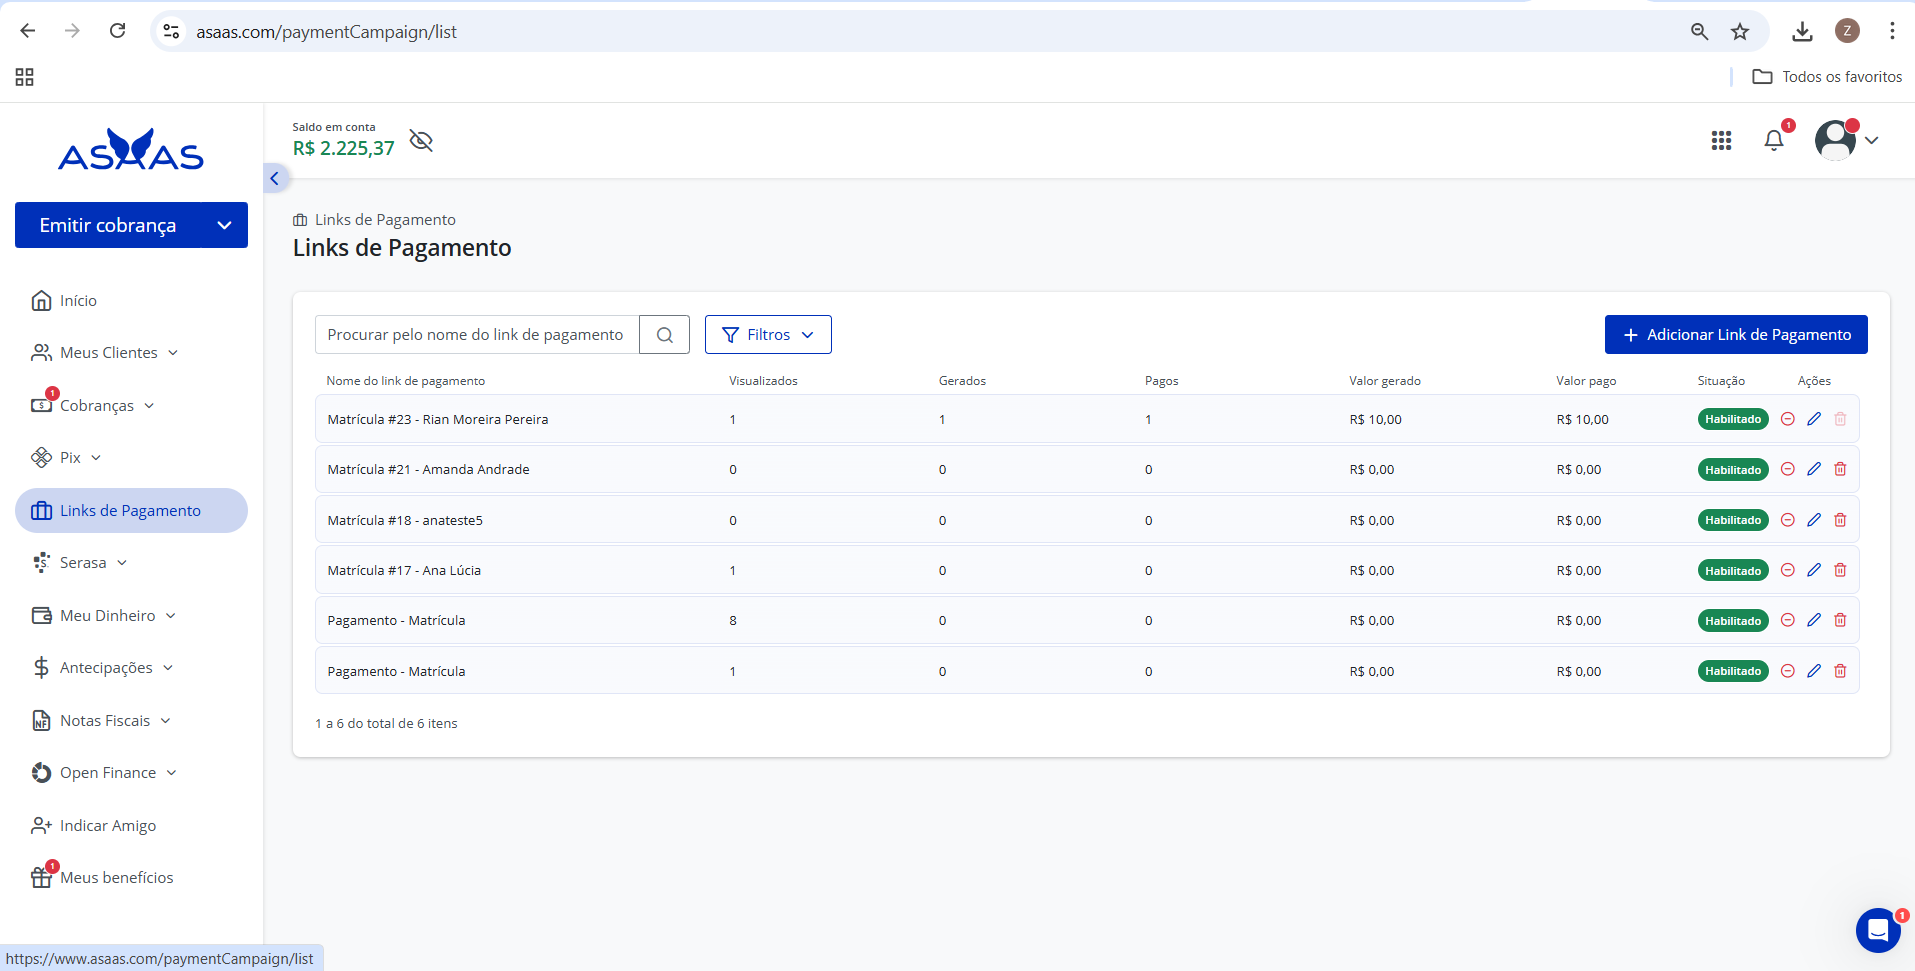 asaas.com/paymentCampaign/list
Z
Todos os favoritos
ASAAS
Saldo em conta
R$ 2.225,37
1
Emitir cobrança
Início
Meus Clientes
1
Cobranças
Pix
Links de Pagamento
Serasa
Meu Dinheiro
Antecipações
Notas Fiscais
Open Finance
Indicar Amigo
1
Meus benefícios
Links de Pagamento
Links de Pagamento
Procurar pelo nome do link de pagamento
Filtros
+ Adicionar Link de Pagamento
Nome do link de pagamento Visualizados Gerados Pagos Valor gerado Valor pago Situação Ações
Matrícula #23 - Rian Moreira Pereira 1 1 1 R$ 10,00 R$ 10,00 Habilitado
Matrícula #21 - Amanda Andrade 0 0 0 R$ 0,00 R$ 0,00 Habilitado
Matrícula #18 - anateste5 0 0 0 R$ 0,00 R$ 0,00 Habilitado
Matrícula #17 - Ana Lúcia 1 0 0 R$ 0,00 R$ 0,00 Habilitado
Pagamento - Matrícula 8 0 0 R$ 0,00 R$ 0,00 Habilitado
Pagamento - Matrícula 1 0 0 R$ 0,00 R$ 0,00 Habilitado
1 a 6 do total de 6 itens
1
https://www.asaas.com/paymentCampaign/list